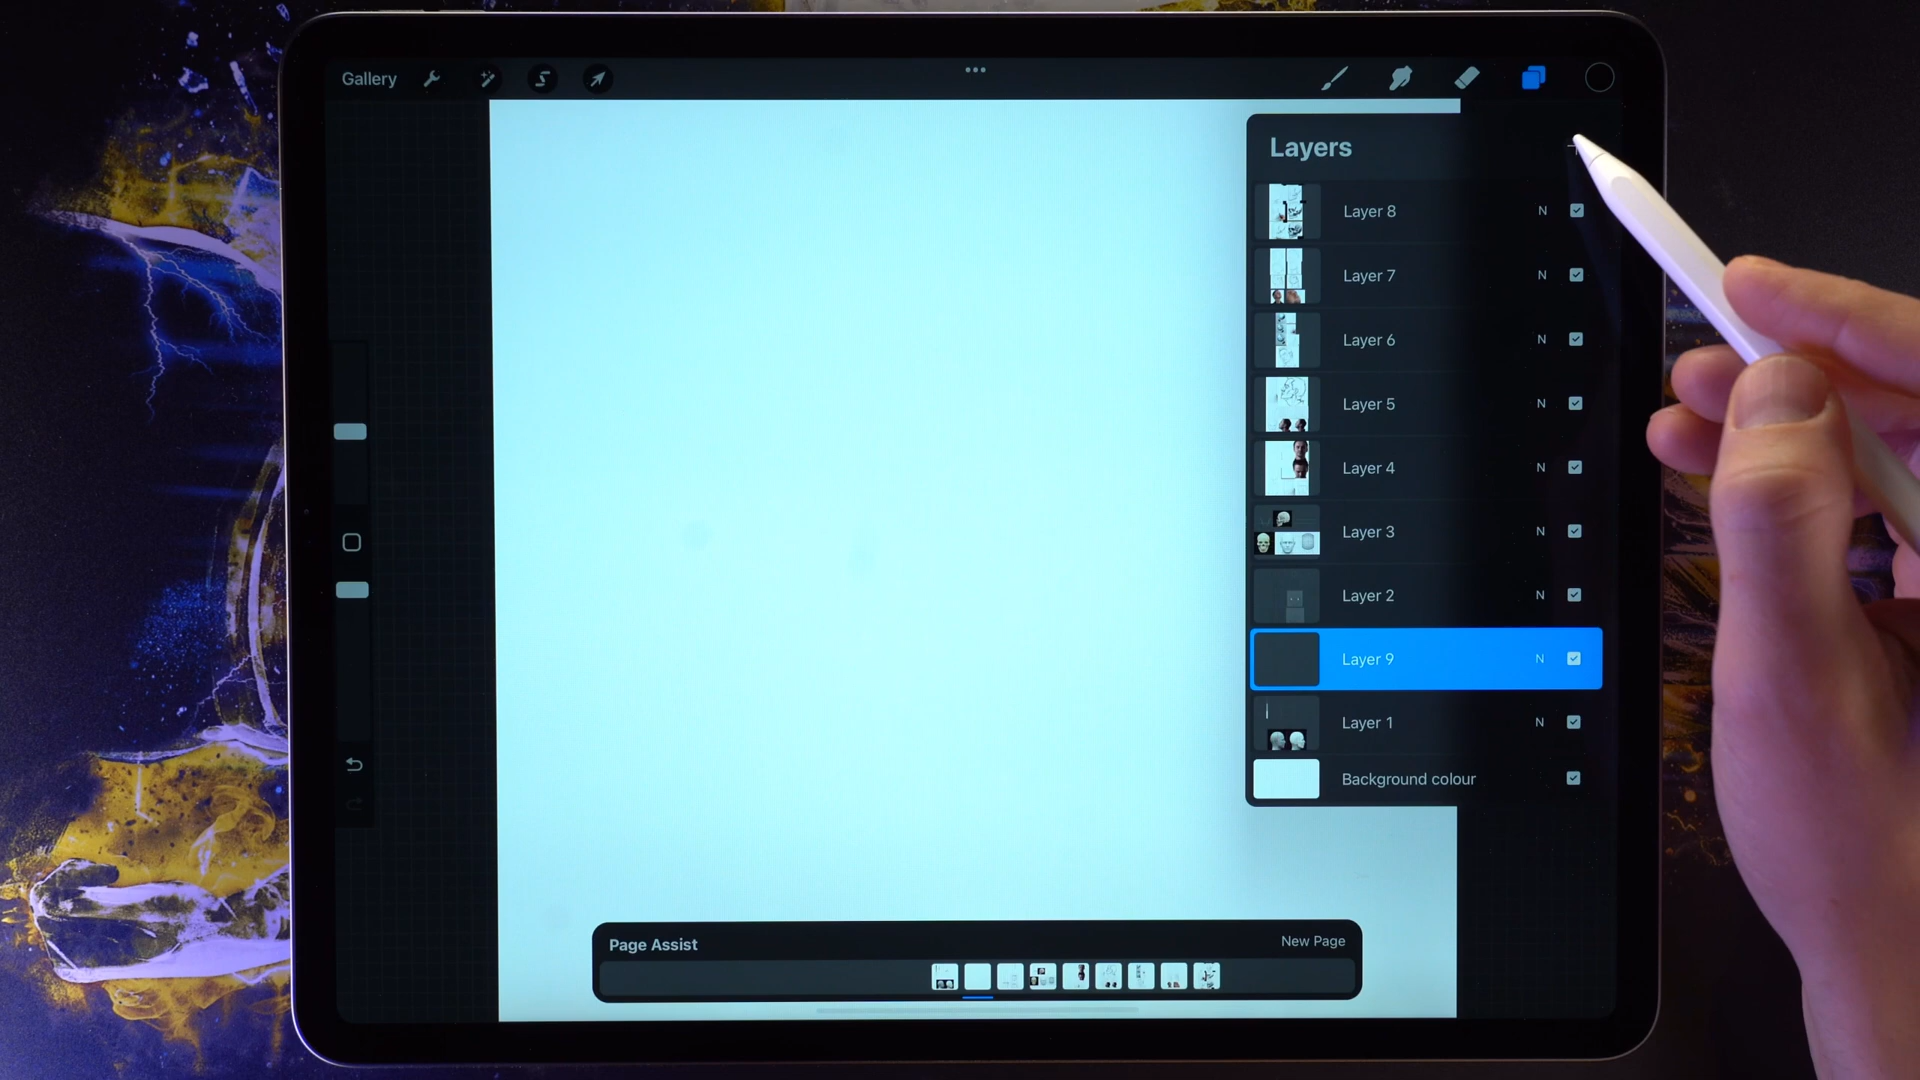 Gallery
Layers
Layer 8 N
Layer 7 N
Layer 6 N
Layer 5 N
Layer 4 N
Layer 3 N
Layer 2 N
Layer 9 N
Layer 1 N
Background colour
Page Assist
New Page